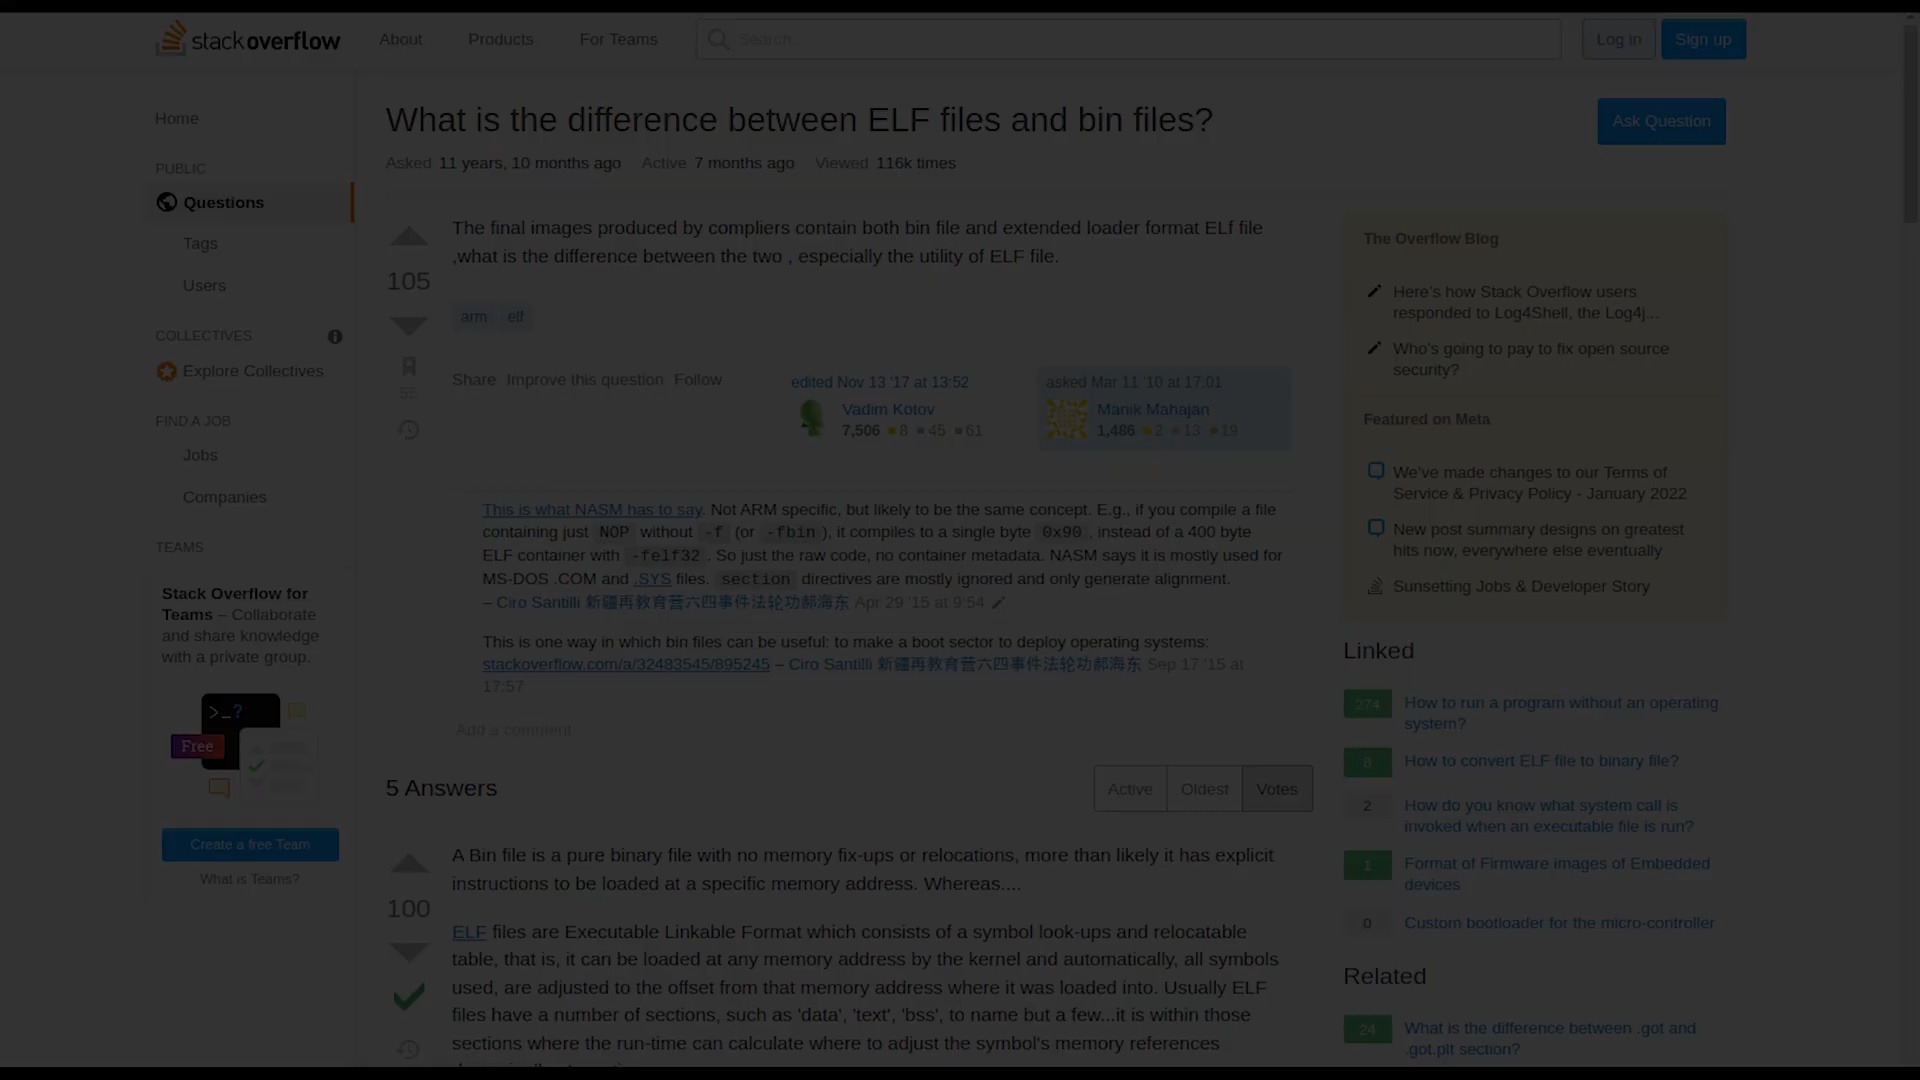 stackoverflow
About
Products
For Teams
Search…
Log in
Sign up
Home
PUBLIC
Questions
Tags
Users
COLLECTIVES
Explore Collectives
FIND A JOB
Jobs
Companies
TEAMS
Stack Overflow for
Teams – Collaborate
and share knowledge
with a private group.
>_?
Free
Create a free Team
What is Teams?
What is the difference between ELF files and bin files?
Ask Question
Asked 11 years, 10 months ago Active 7 months ago Viewed 116k times
The final images produced by compliers contain both bin file and extended loader format ELf file
,what is the difference between the two , especially the utility of ELF file.
105
arm elf
55
Share Improve this question Follow
edited Nov 13 '17 at 13:52
Vadim Kotov
7,506 8 45 61
asked Mar 11 '10 at 17:01
Manik Mahajan
1,486 2 13 19
This is what NASM has to say. Not ARM specific, but likely to be the same concept. E.g., if you compile a file
containing just NOP without -f (or -fbin), it compiles to a single byte 0x90, instead of a 400 byte
ELF container with -felf32. So just the raw code, no container metadata. NASM says it is mostly used for
MS-DOS .COM and .SYS files. section directives are mostly ignored and only generate alignment.
– Ciro Santilli 新疆再教育营六四事件法轮功郝海东 Apr 29 '15 at 9:54
This is one way in which bin files can be useful: to make a boot sector to deploy operating systems:
stackoverflow.com/a/32483545/895245 – Ciro Santilli 新疆再教育营六四事件法轮功郝海东 Sep 17 '15 at
17:57
Add a comment
5 Answers
Active
Oldest
Votes
A Bin file is a pure binary file with no memory fix-ups or relocations, more than likely it has explicit
instructions to be loaded at a specific memory address. Whereas....
100
ELF files are Executable Linkable Format which consists of a symbol look-ups and relocatable
table, that is, it can be loaded at any memory address by the kernel and automatically, all symbols
used, are adjusted to the offset from that memory address where it was loaded into. Usually ELF
files have a number of sections, such as 'data', 'text', 'bss', to name but a few...it is within those
sections where the run-time can calculate where to adjust the symbol's memory references
The Overflow Blog
Here's how Stack Overflow users
responded to Log4Shell, the Log4j...
Who's going to pay to fix open source
security?
Featured on Meta
We've made changes to our Terms of
Service & Privacy Policy - January 2022
New post summary designs on greatest
hits now, everywhere else eventually
Sunsetting Jobs & Developer Story
Linked
274 How to run a program without an operating
system?
8 How to convert ELF file to binary file?
2 How do you know what system call is
invoked when an executable file is run?
1 Format of Firmware images of Embedded
devices
0 Custom bootloader for the micro-controller
Related
24 What is the difference between .got and
.got.plt section?